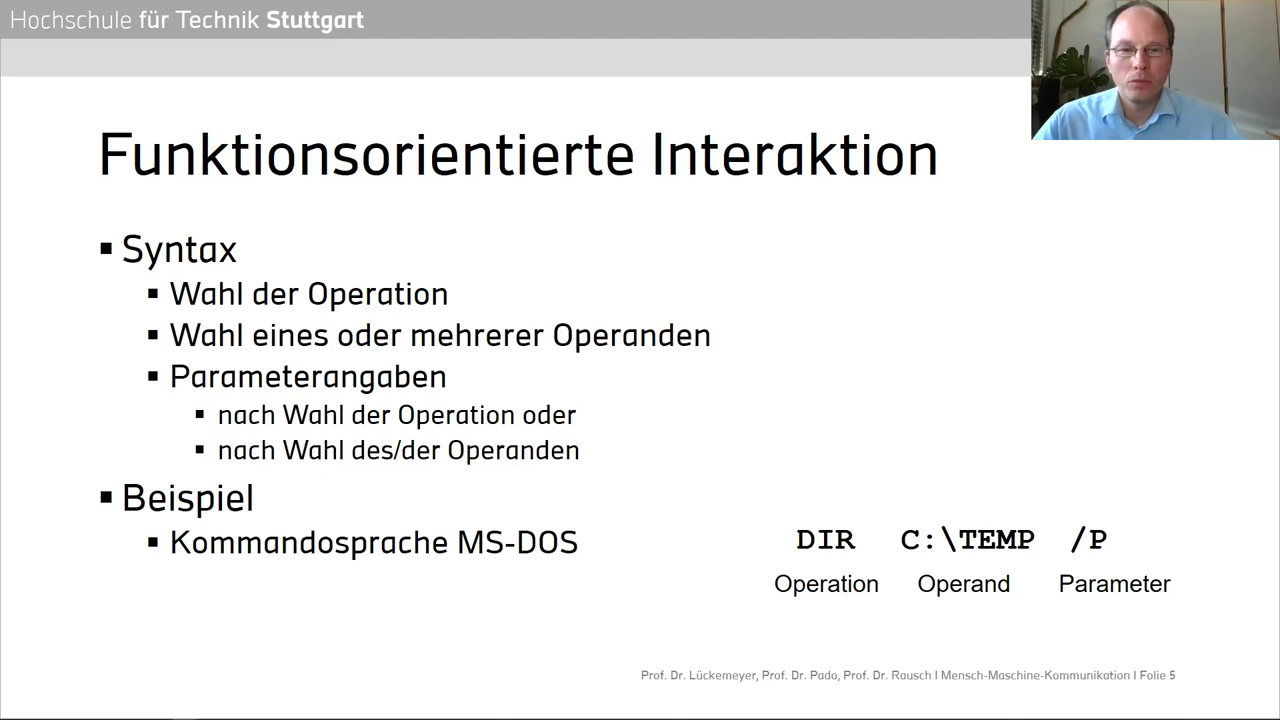 Hochschule für Technik Stuttgart
Funktionsorientierte Interaktion
▪ Syntax
▪ Wahl der Operation
▪ Wahl eines oder mehrerer Operanden
▪ Parameterangaben
▪ nach Wahl der Operation oder
▪ nach Wahl des/der Operanden
▪ Beispiel
▪ Kommandosprache MS-DOS
DIR C:\TEMP /P
Operation Operand Parameter
Prof. Dr. Lückemeyer, Prof. Dr. Pado, Prof. Dr. Rausch I Mensch-Maschine-Kommunikation I Folie 5